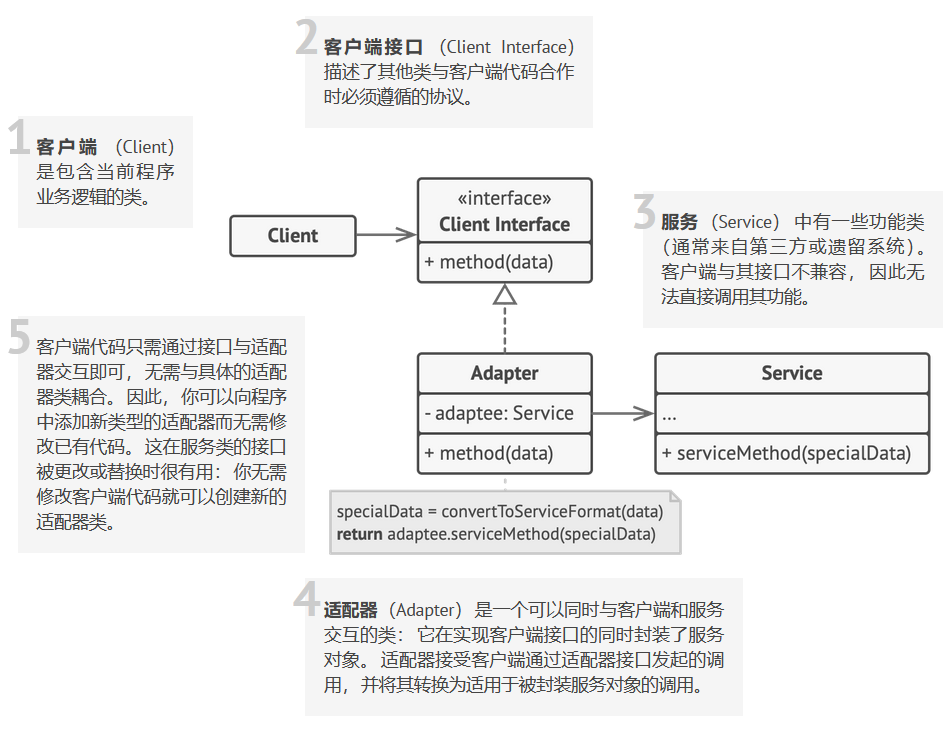 2
客户端接口 （Client Interface）
描述了其他类与客户端代码合作
时必须遵循的协议。
1
客户端 （Client）
是包含当前程序
业务逻辑的类。
Client
«interface»
Client Interface
+ method(data)
3
服务 （Service） 中有一些功能类
（通常来自第三方或遗留系统）。
客户端与其接口不兼容， 因此无
法直接调用其功能。
5
客户端代码只需通过接口与适配
器交互即可， 无需与具体的适配
器类耦合。 因此， 你可以向程序
中添加新类型的适配器而无需修
改已有代码。 这在服务类的接口
被更改或替换时很有用： 你无需
修改客户端代码就可以创建新的
适配器类。
Adapter
- adaptee: Service
+ method(data)
Service
...
+ serviceMethod(specialData)
specialData = convertToServiceFormat(data)
return adaptee.serviceMethod(specialData)
4
适配器 （Adapter） 是一个可以同时与客户端和服务
交互的类： 它在实现客户端接口的同时封装了服务
对象。 适配器接受客户端通过适配器接口发起的调
用， 并将其转换为适用于被封装服务对象的调用。